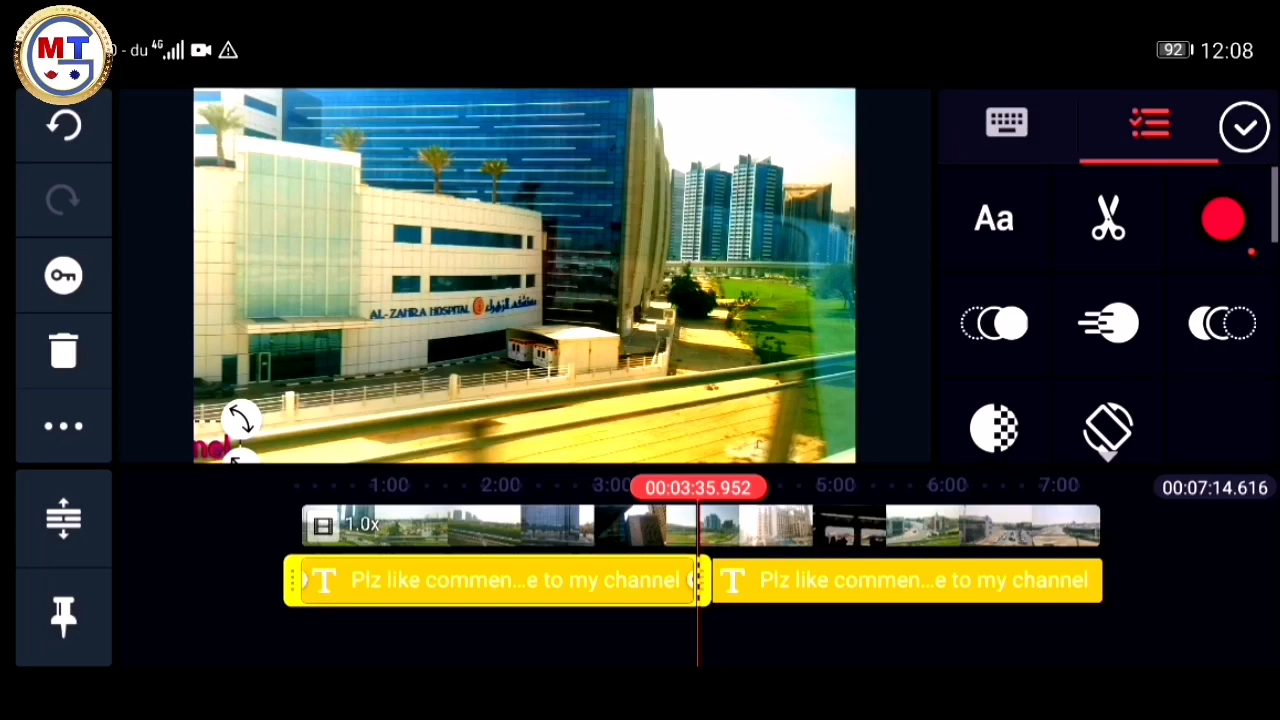 MT
G
- du 4G
92 12:08
Aa
AL-ZAHRA HOSPITAL مستشفى الزهراء
nel
1:00 2:00 3:00 00:03:35.952 5:00 6:00 7:00 00:07:14.616
1.0x
T Plz like commen...e to my channel T Plz like commen...e to my channel